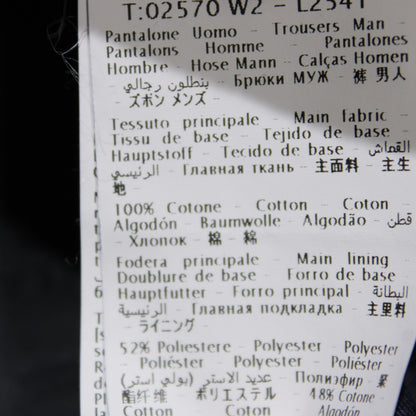 T:02570 W2 – L2541
Pantalone Uomo – Trousers Man –
Pantalons Homme – Pantalones
Hombre – Hose Mann – Calças Homen
– بنطلون رجالي – Брюки МУЖ – 裤 男人
– ズボン メンズ –
Tessuto principale – Main fabric –
Tissu de base – Tejido de base –
Hauptstoff – Tecido de base – القماش
الرئيسي – Главная ткань – 主面料 – 主生
地 –
100% Cotone – Cotton – Coton –
Algodón – Baumwolle – Algodão – قطن
– Хлопок – 棉 – 綿
Fodera principale – Main lining –
Doublure de base – Forro de base –
Hauptfutter – Forro principal – البطانة
الرئيسية – Главная подкладка – 主里料
– ライニング –
52% Poliestere – Polyester – Polyester
– Poliéster – Polyester – Poliéster –
عديد الاستر (بولي استر) – Полиэфир – 聚
酯纤维 – ポリエステル – 48% Cotone –
Cotton – Coton – Algodón